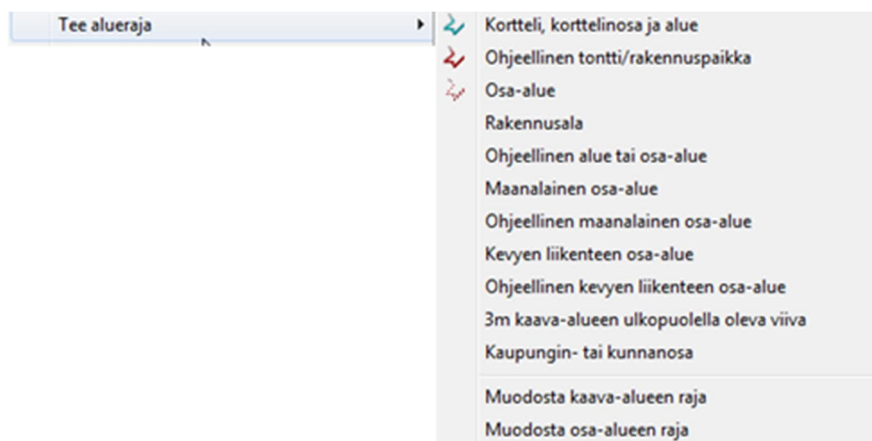 Tee alueraja
Kortteli, korttelinosa ja alue
Ohjeellinen tontti/rakennuspaikka
Osa-alue
Rakennusala
Ohjeellinen alue tai osa-alue
Maanalainen osa-alue
Ohjeellinen maanalainen osa-alue
Kevyen liikenteen osa-alue
Ohjeellinen kevyen liikenteen osa-alue
3m kaava-alueen ulkopuolella oleva viiva
Kaupungin- tai kunnanosa
Muodosta kaava-alueen raja
Muodosta osa-alueen raja